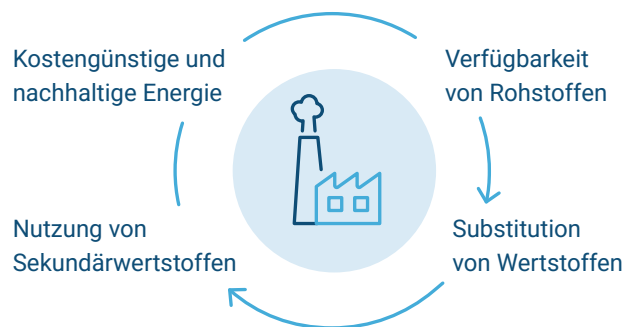 Kostengünstige und
nachhaltige Energie
Verfügbarkeit
von Rohstoffen
Nutzung von
Sekundärwertstoffen
Substitution
von Wertstoffen